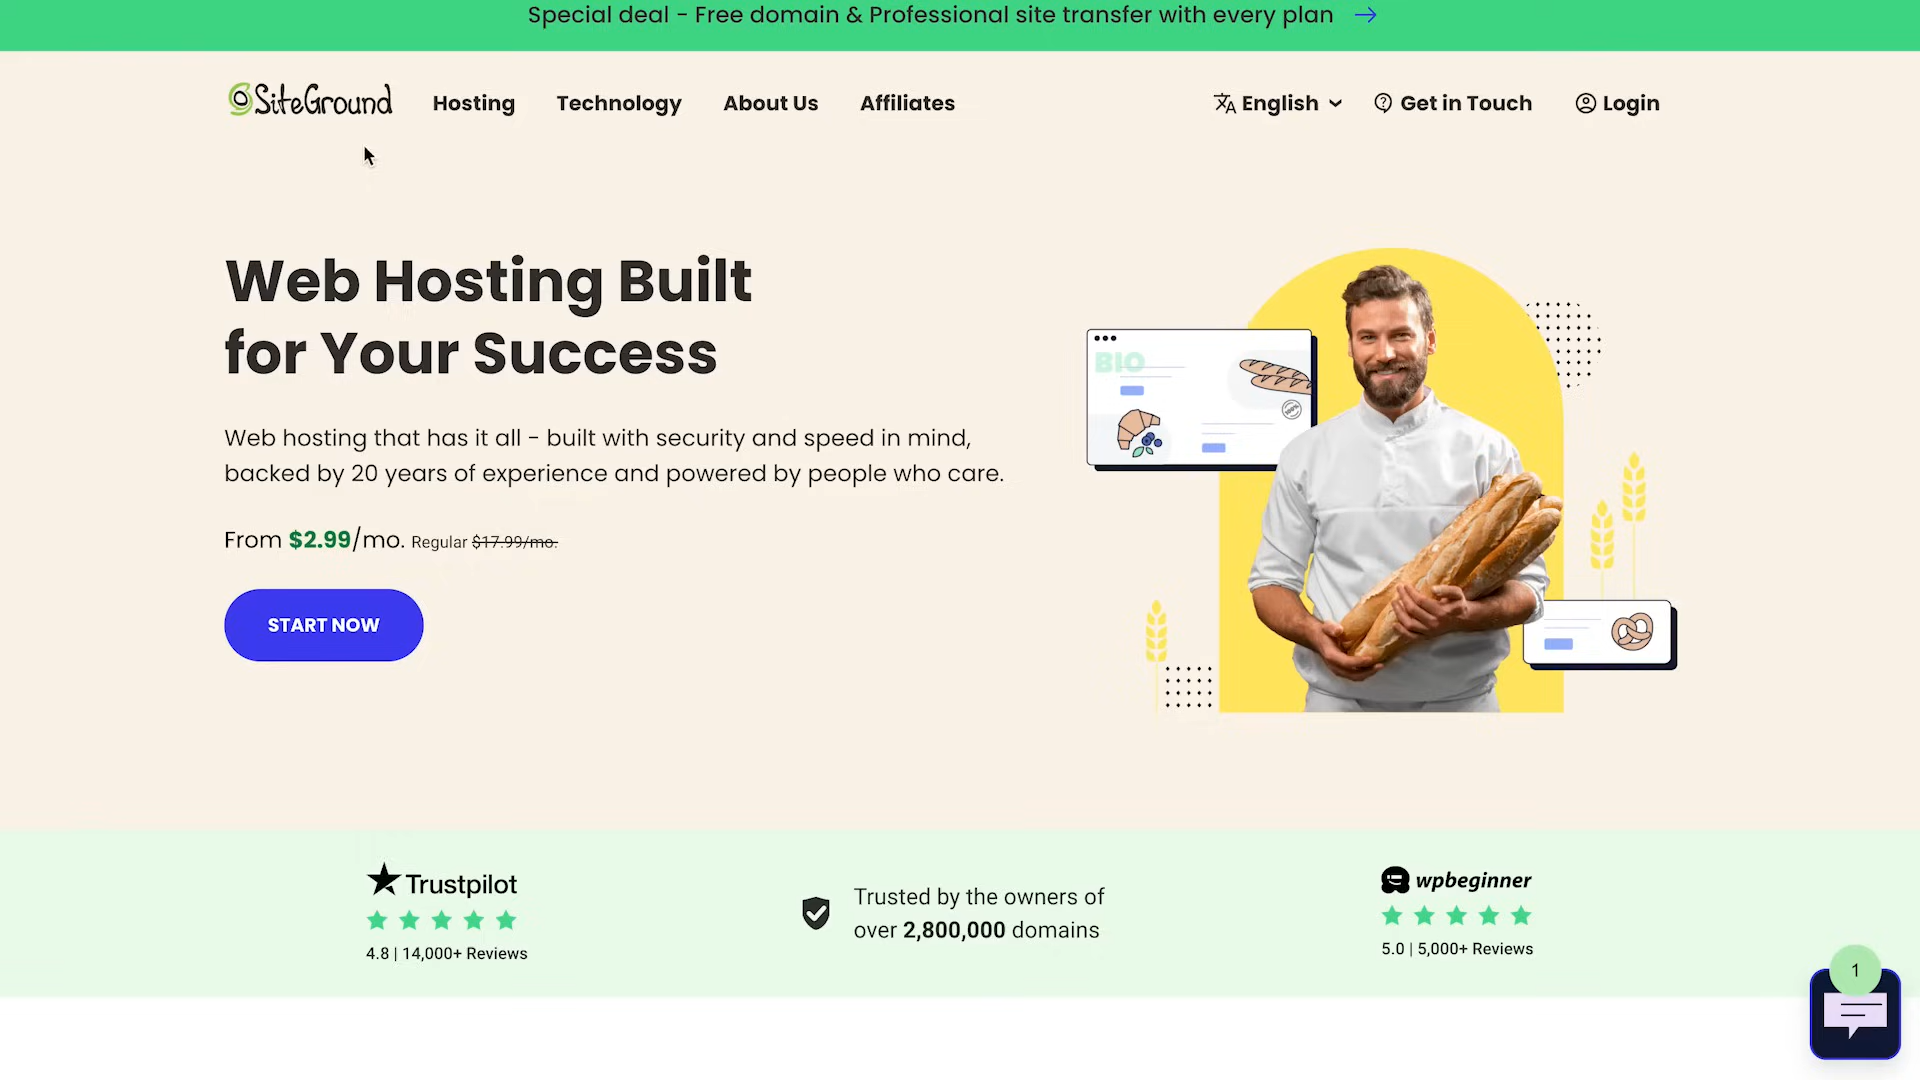 Special deal - Free domain & Professional site transfer with every plan
SiteGround
Hosting
Technology
About Us
Affiliates
English
Get in Touch
Login
Web Hosting Built
for Your Success
Web hosting that has it all - built with security and speed in mind,
backed by 20 years of experience and powered by people who care.
From $2.99/mo. Regular $17.99/mo.
START NOW
BIO
100%
Trustpilot
4.8 | 14,000+ Reviews
Trusted by the owners of
over 2,800,000 domains
wpbeginner
5.0 | 5,000+ Reviews
1